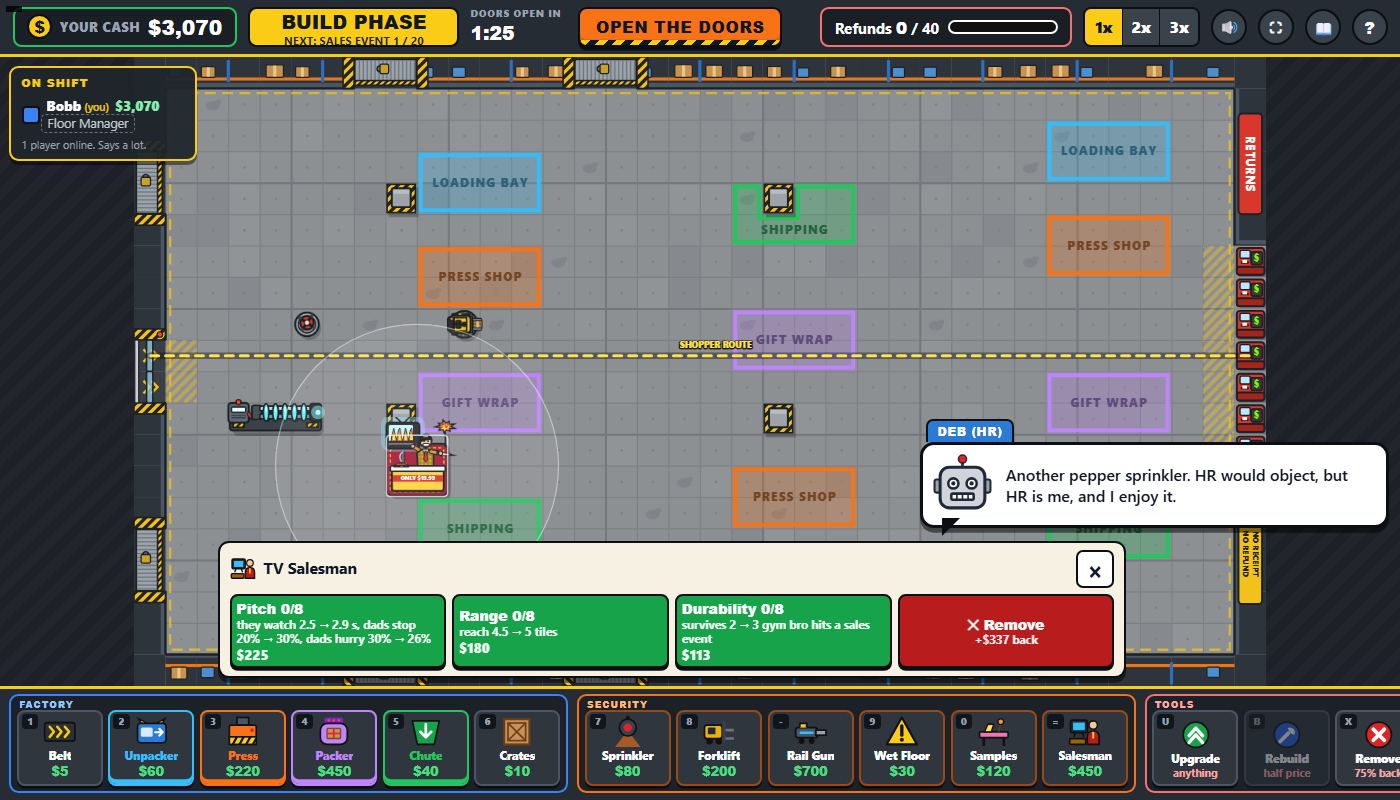 YOUR CASH $3,070
BUILD PHASE
NEXT: SALES EVENT 1 / 20
DOORS OPEN IN
1:25
OPEN THE DOORS
Refunds 0 / 40
1x 2x 3x
?
ON SHIFT
Bobb (you) $3,070
Floor Manager
1 player online. Says a lot.
LOADING BAY
LOADING BAY
RETURNS
SHIPPING
PRESS SHOP
PRESS SHOP
SHOPPER ROUTE
GIFT WRAP
GIFT WRAP
GIFT WRAP
ONLY $19.99
PRESS SHOP
SHIPPING
SHIPPING
NO RECEIPT
NO REFUND
DEB (HR)
Another pepper sprinkler. HR would object, but
HR is me, and I enjoy it.
TV Salesman
×
Pitch 0/8
they watch 2.5 → 2.9 s, dads stop
20% → 30%, dads hurry 30% → 26%
$225
Range 0/8
reach 4.5 → 5 tiles
$180
Durability 0/8
survives 2 → 3 gym bro hits a sales
event
$113
✕ Remove
+$337 back
FACTORY
1
Belt
$5
2
Unpacker
$60
3
Press
$220
4
Packer
$450
5
Chute
$40
6
Crates
$10
SECURITY
7
Sprinkler
$80
8
Forklift
$200
-
Rail Gun
$700
9
Wet Floor
$30
0
Samples
$120
=
Salesman
$450
TOOLS
U
Upgrade
anything
B
Rebuild
half price
X
Remove
75% back